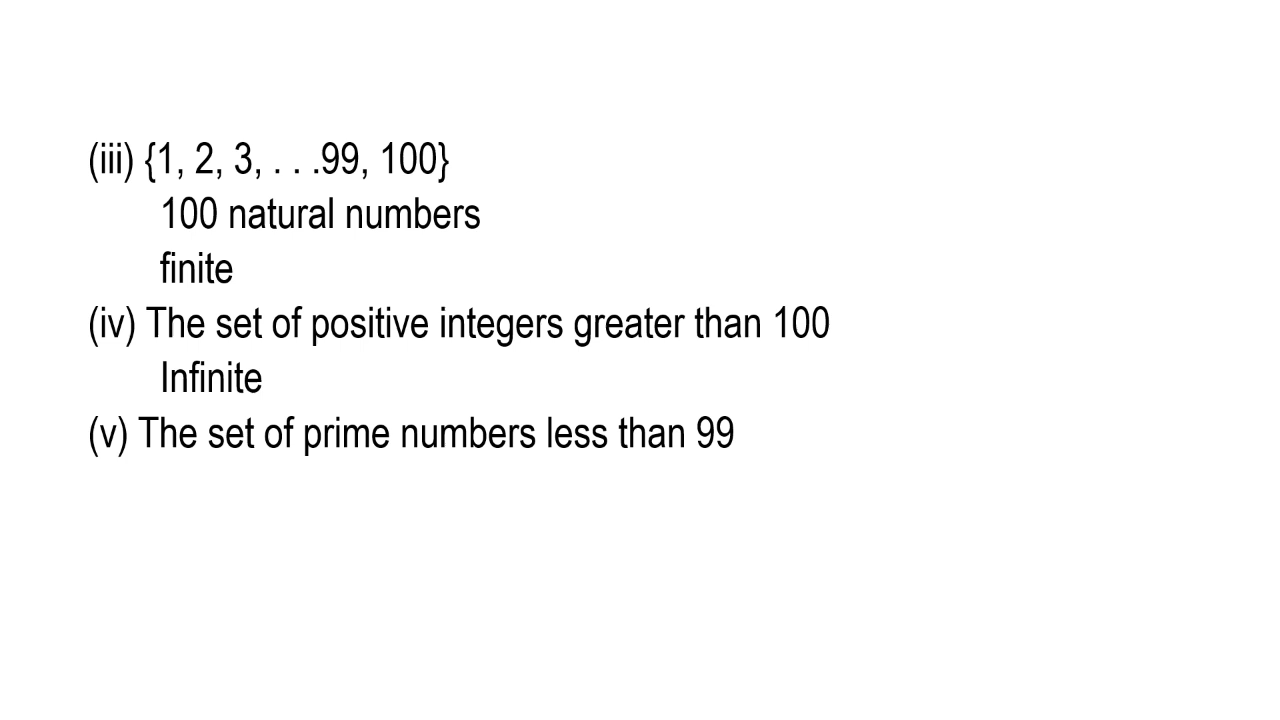 (iii) {1, 2, 3, . . .99, 100}
100 natural numbers
finite
(iv) The set of positive integers greater than 100
Infinite
(v) The set of prime numbers less than 99